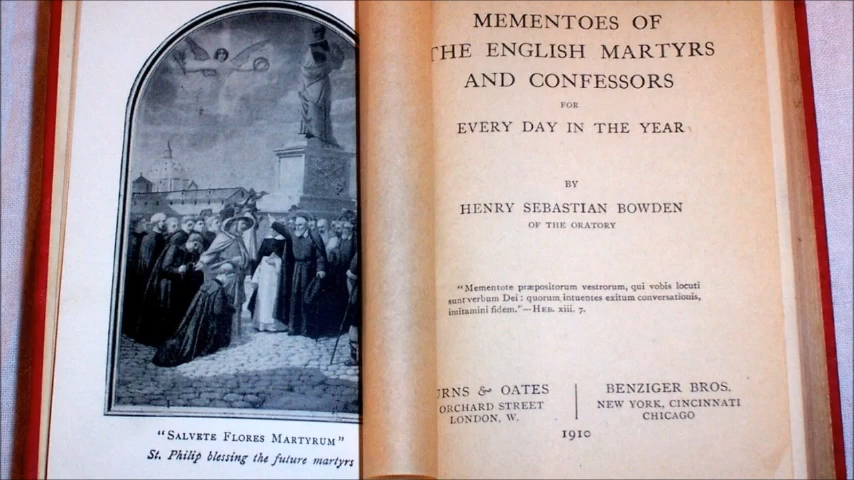 "Salvete Flores Martyrum"
St. Philip blessing the future martyrs
MEMENTOES OF
THE ENGLISH MARTYRS
AND CONFESSORS
FOR
EVERY DAY IN THE YEAR
BY
HENRY SEBASTIAN BOWDEN
OF THE ORATORY
"Mementote præpositorum vestrorum, qui vobis locuti
sunt verbum Dei : quorum intuentes exitum conversationis,
imitamini fidem."—HEB. xiii. 7.
RNS & OATES
ORCHARD STREET
LONDON, W.
BENZIGER BROS.
NEW YORK, CINCINNATI
CHICAGO
1910